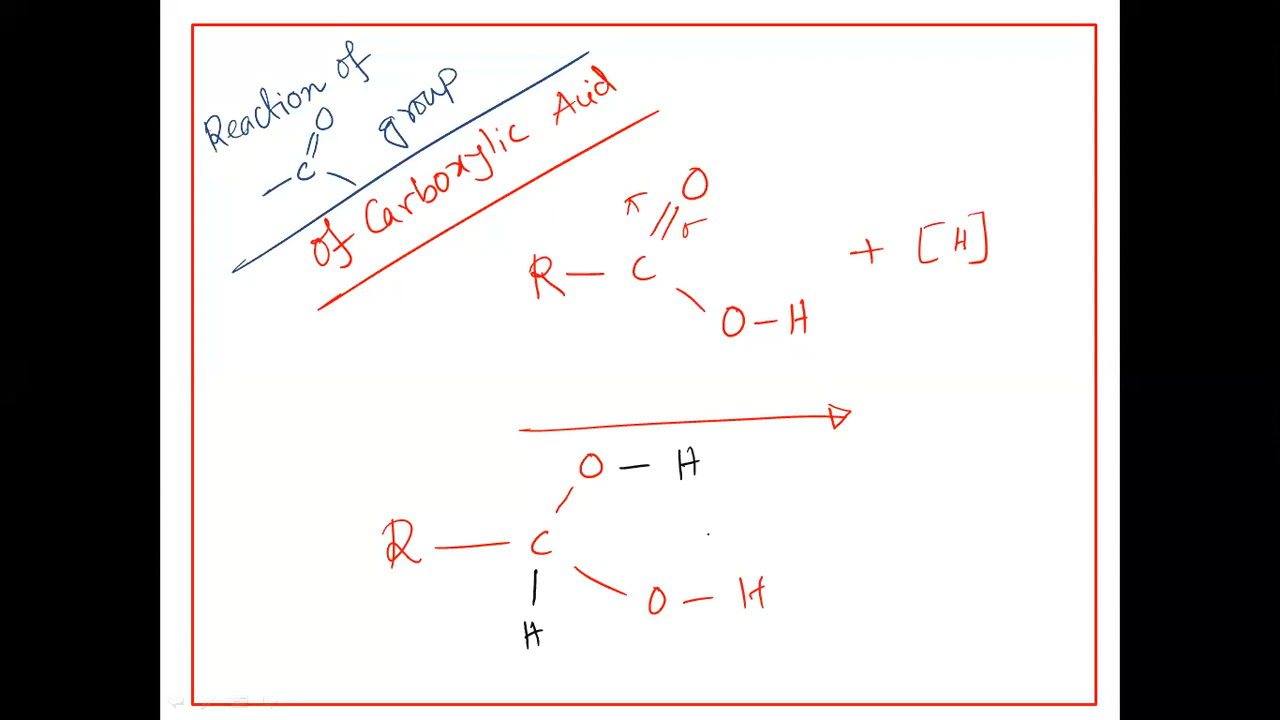 Reaction of
— C = O group
of Carboxylic Acid
O
π σ
R — C + [H]
O — H
O — H
R — C
O — H
H